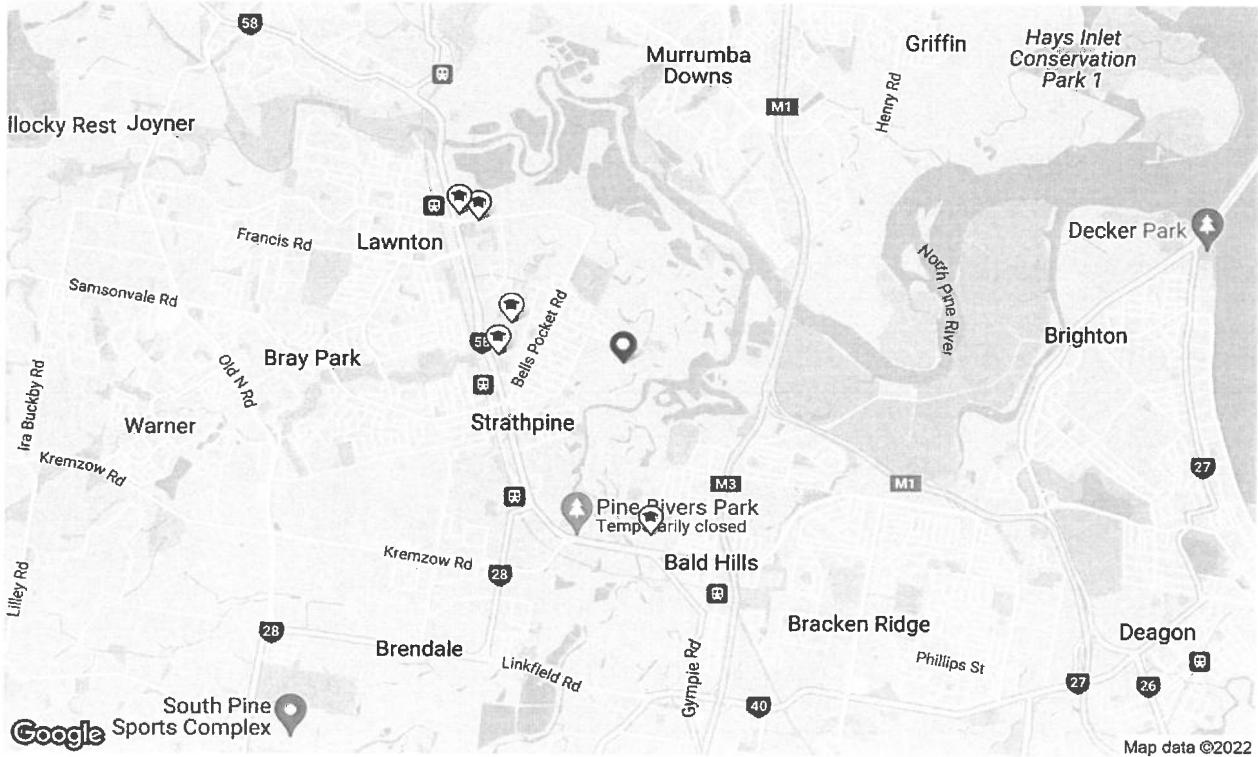 58
Murrumba
Downs
Griffin
Hays Inlet
Conservation
Park 1
M1
Henry Rd
llocky Rest
Joyner
Francis Rd
Lawnton
Decker Park
North Pine River
Samsonvale Rd
58
Bells Pocket Rd
Brighton
Bray Park
Old N Rd
Ira Buckby Rd
Warner
Strathpine
Kremzow Rd
27
M3
M1
Pine Rivers Park
Temporarily closed
Kremzow Rd
Bald Hills
28
Lilley Rd
28
Bracken Ridge
Deagon
Brendale
Linkfield Rd
Gympie Rd
Phillips St
27
26
40
South Pine
Sports Complex
Google
Map data ©2022